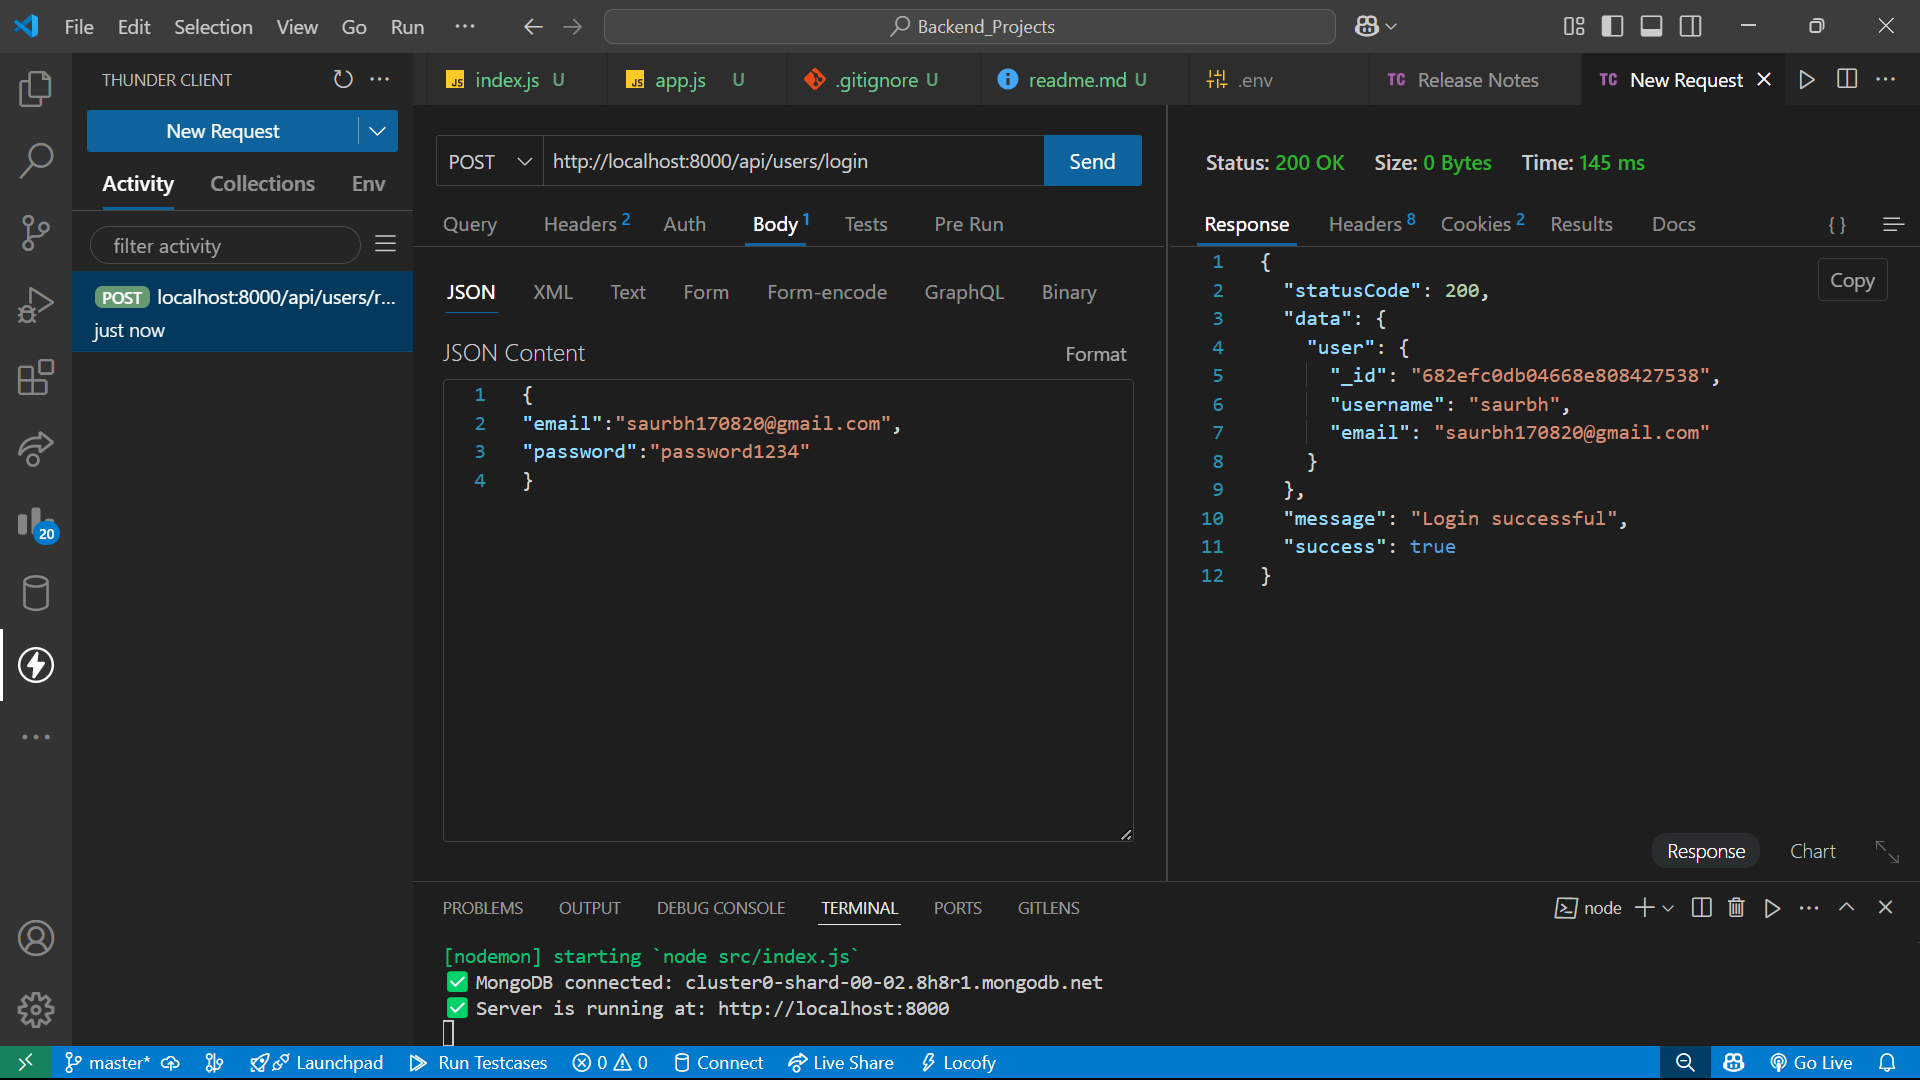 File Edit Selection View Go Run ··· Backend_Projects
THUNDER CLIENT ···
New Request
Activity Collections Env
filter activity
POST localhost:8000/api/users/r...
just now
20
JS index.js U JS app.js U .gitignore U readme.md U .env TC Release Notes TC New Request ···
POST http://localhost:8000/api/users/login Send
Query Headers 2 Auth Body 1 Tests Pre Run
JSON XML Text Form Form-encode GraphQL Binary
JSON Content Format
1 {
2 "email":"saurbh170820@gmail.com",
3 "password":"password1234"
4 }
Status: 200 OK Size: 0 Bytes Time: 145 ms
Response Headers 8 Cookies 2 Results Docs { }
Copy
1 {
2 "statusCode": 200,
3 "data": {
4 "user": {
5 "_id": "682efc0db04668e808427538",
6 "username": "saurbh",
7 "email": "saurbh170820@gmail.com"
8 }
9 },
10 "message": "Login successful",
11 "success": true
12 }
Response Chart
PROBLEMS OUTPUT DEBUG CONSOLE TERMINAL PORTS GITLENS node ···
[nodemon] starting `node src/index.js`
✅ MongoDB connected: cluster0-shard-00-02.8h8r1.mongodb.net
✅ Server is running at: http://localhost:8000
master* Launchpad Run Testcases 0 0 Connect Live Share Locofy Go Live